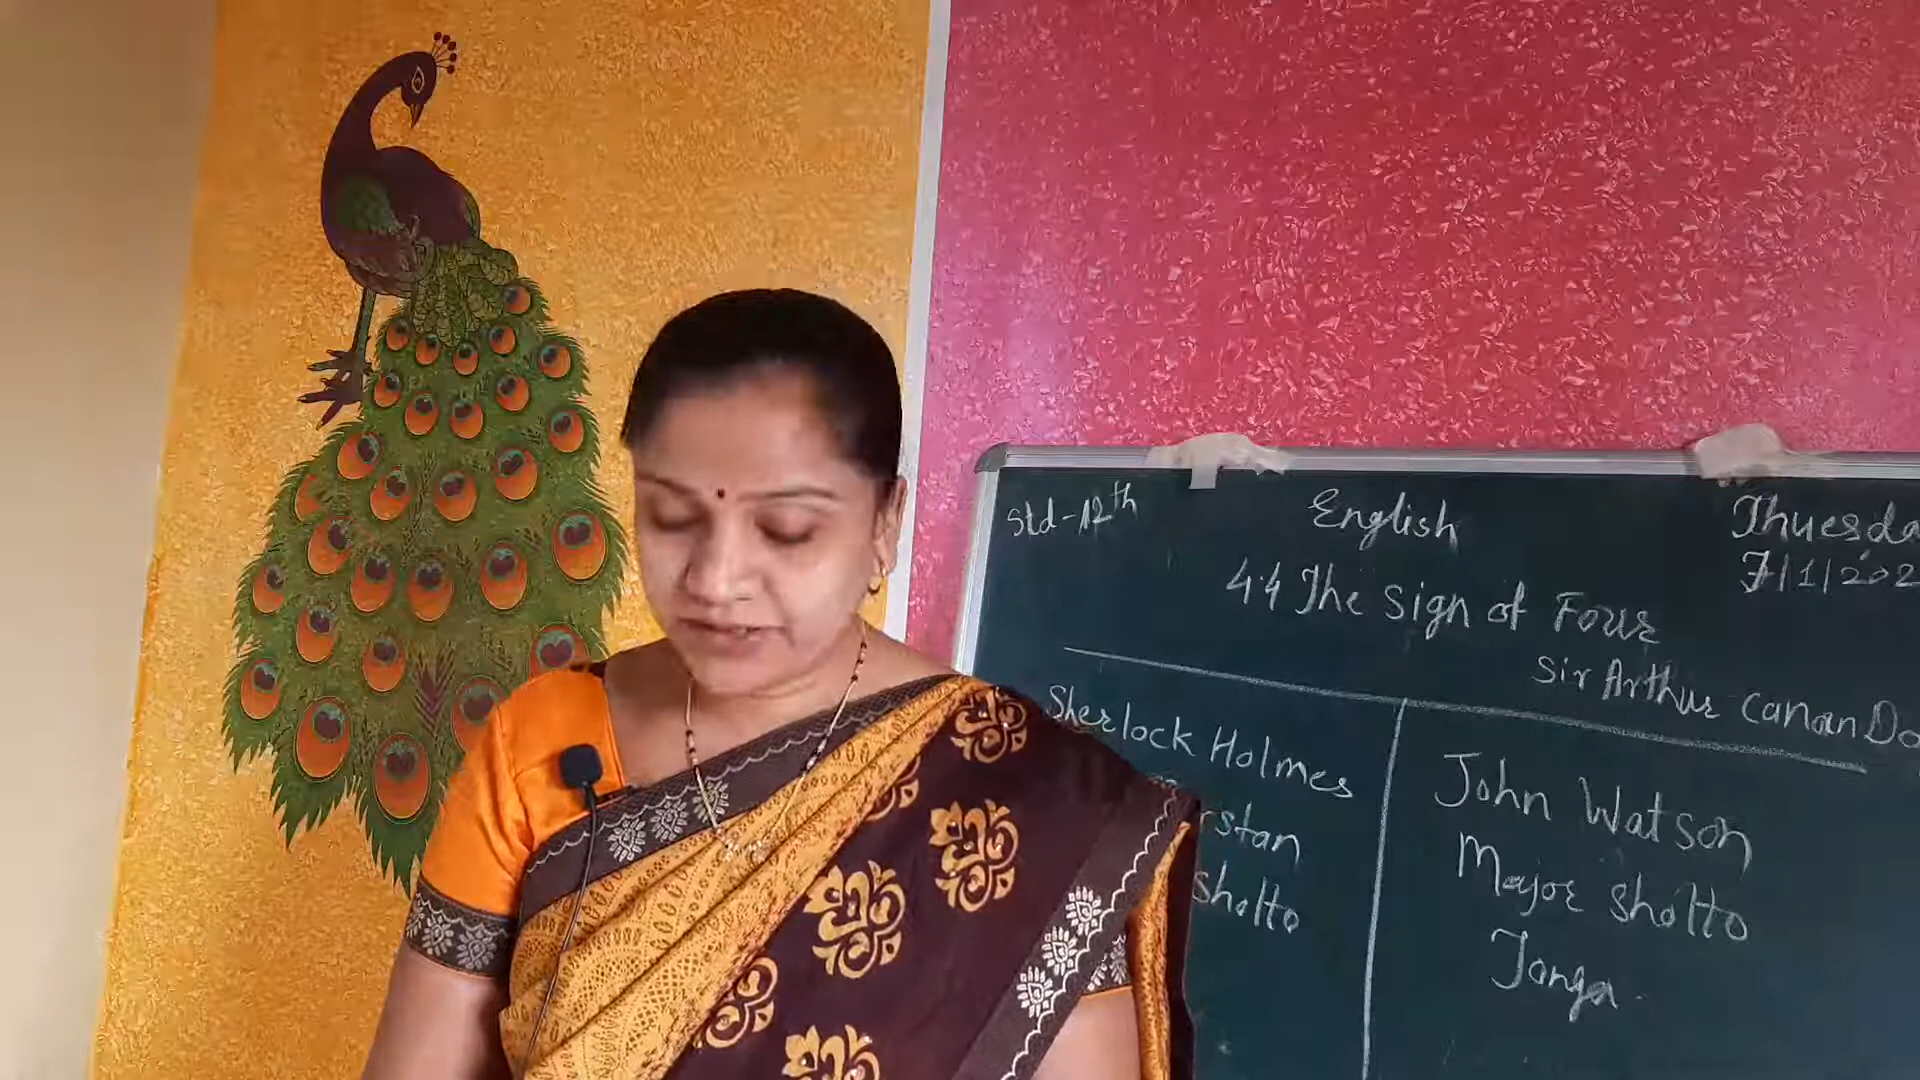 Std-12th English Thuesda
7/1/202
4.4 The Sign of Four
Sir Arthur Canan Do
Sherlock Holmes John Watson
rstan Major Sholto
Sholto Tonga.